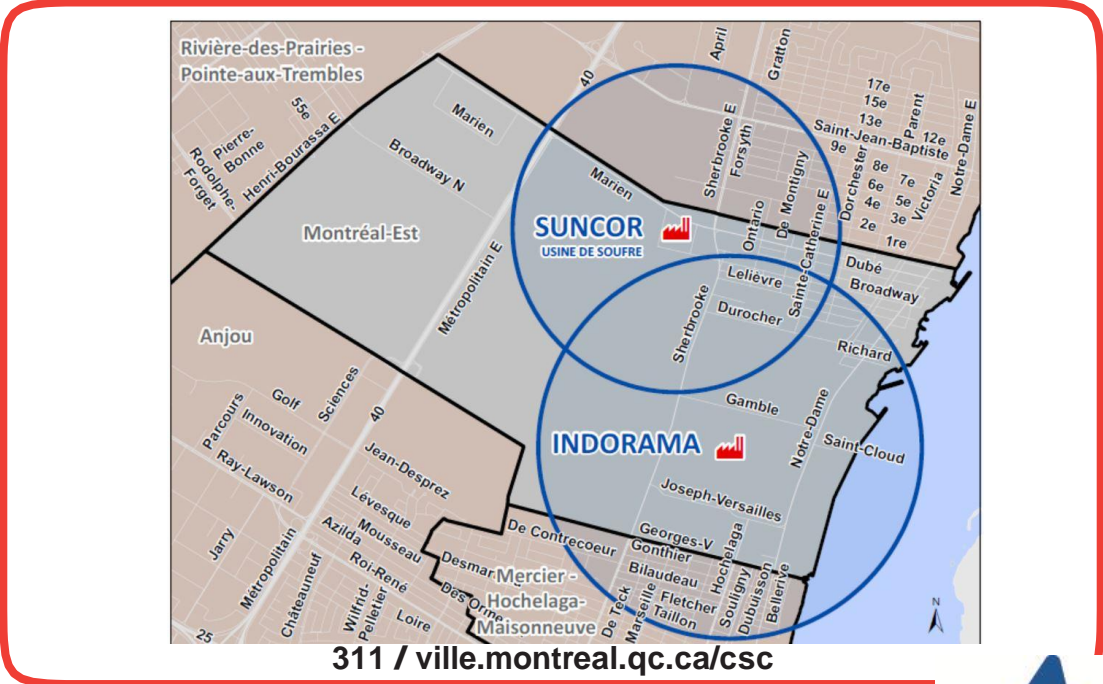 Rivière-des-Prairies -
Pointe-aux-Trembles
40
April
Gratton
55e
Pierre-
Bonne
Rodolphe-
Forget
Henri-Bourassa E
Marien
Broadway N
Marien
Sherbrooke E
Forsyth
17e
15e
13e
Parent
12e
Saint-Jean-Baptiste
9e
8e
7e
6e
5e
4e
3e
2e
1re
Dorchester
Victoria
Notre-Dame E
Montréal-Est
Métropolitain E
SUNCOR
USINE DE SOUFRE
Ontario
De Montigny
Sainte-Catherine E
Dubé
Broadway
Lelièvre
Durocher
Sherbrooke
Richard
Anjou
Golf
Sciences
Parcours
Innovation
40
Ray-Lawson
Jean-Desprez
Gamble
Notre-Dame
Saint-Cloud
INDORAMA
Joseph-Versailles
Lévesque
Jarry
Azilda
Mousseau
Métropolitain
Châteauneuf
Roi-René
Wilfrid-
Pelletier
Loire
25
De Contrecoeur
Georges-V
Gonthier
Hochelaga
Desmar
Mercier -
Hochelaga-
Maisonneuve
Des Orme
Bilaudeau
Fletcher
Taillon
De Teck
Marseille
Souligny
Dubuisson
Bellerive
N
311 / ville.montreal.qc.ca/csc